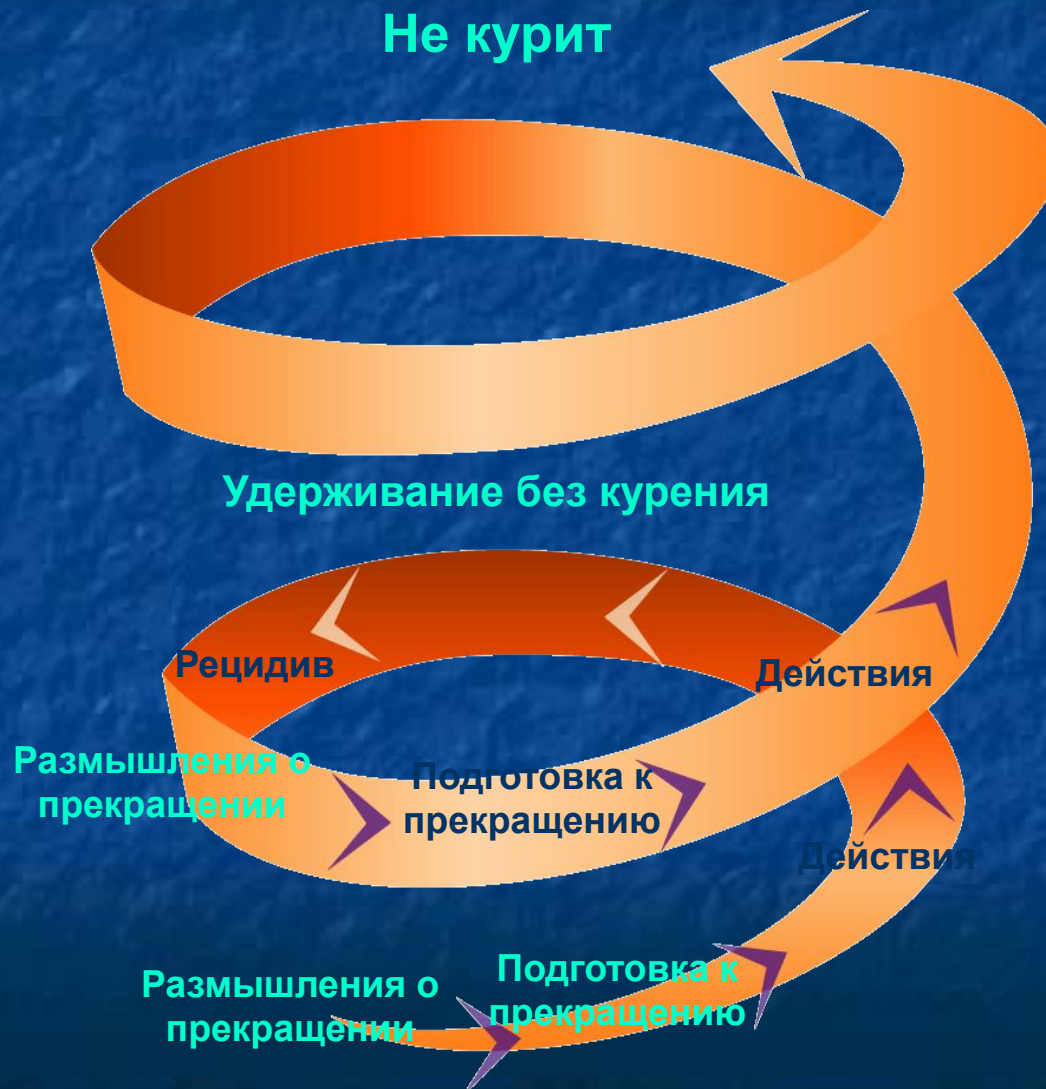 Не курит
Удерживание без курения
Рецидив
Действия
Размышления о
прекращении
Подготовка к
прекращению
Действия
Размышления о
прекращении
Подготовка к
прекращению